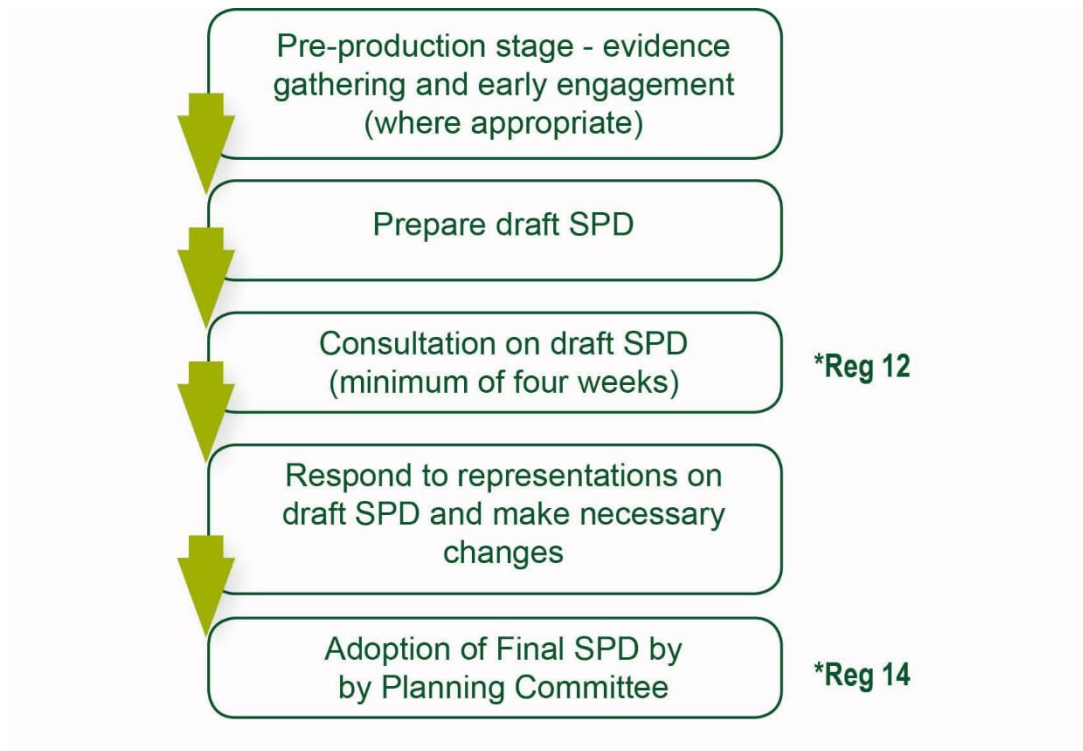 Pre-production stage - evidence
gathering and early engagement
(where appropriate)
Prepare draft SPD
Consultation on draft SPD
(minimum of four weeks)
*Reg 12
Respond to representations on
draft SPD and make necessary
changes
Adoption of Final SPD by
by Planning Committee
*Reg 14